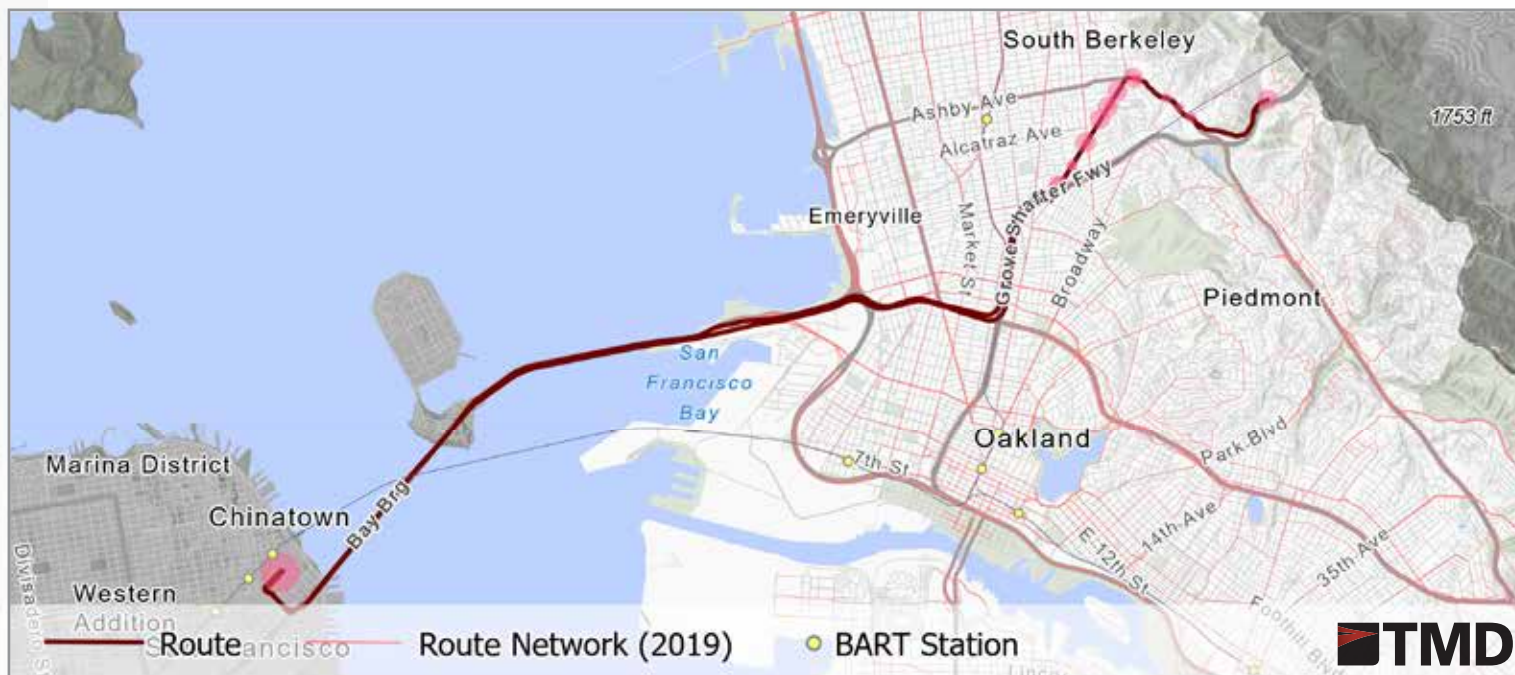 South Berkeley
1753 ft
Ashby Ave
Alcatraz Ave
Emeryville
Market St
Grove Shafter Fwy
Broadway
Piedmont
San
Francisco
Bay
Oakland
Marina District
7th St
Park Blvd
Bay Brg
Chinatown
14th Ave
E 12th St
35th Ave
Western
Addition
Foothill Blvd
Route
Route Network (2019)
BART Station
TMD